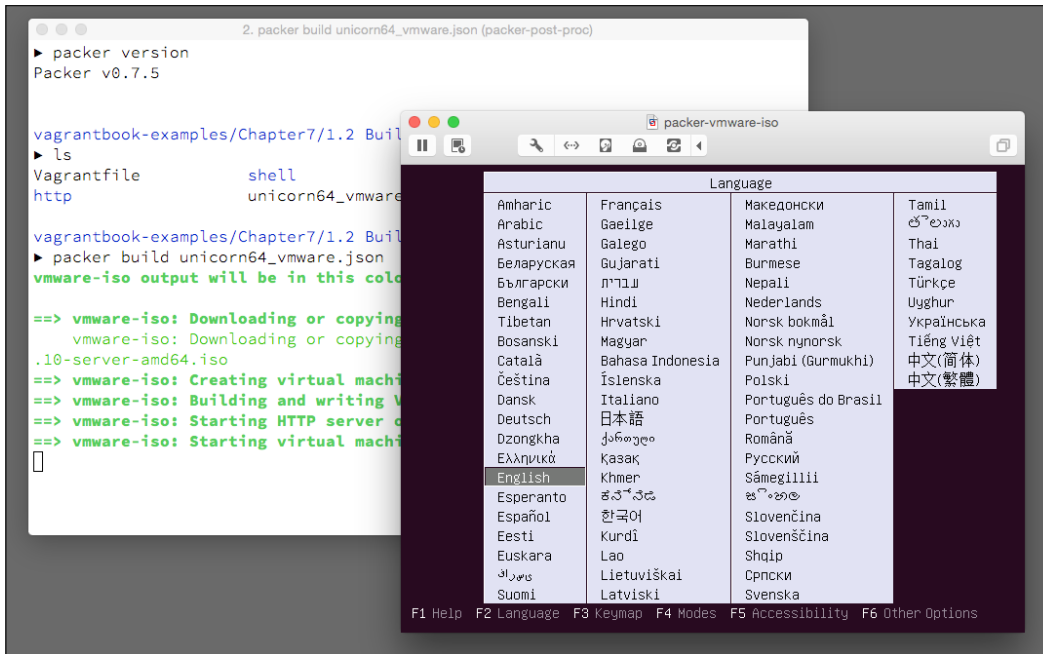 2. packer build unicorn64_vmware.json (packer-post-proc)
▶ packer version
Packer v0.7.5
vagrantbook-examples/Chapter7/1.2 Buil
▶ ls
Vagrantfile shell
http unicorn64_vmware
vagrantbook-examples/Chapter7/1.2 Buil
▶ packer build unicorn64_vmware.json
vmware-iso output will be in this colo
==> vmware-iso: Downloading or copying
vmware-iso: Downloading or copying
.10-server-amd64.iso
==> vmware-iso: Creating virtual machi
==> vmware-iso: Building and writing V
==> vmware-iso: Starting HTTP server o
==> vmware-iso: Starting virtual machi
packer-vmware-iso
Language
Amharic Français Македонски Tamil
Arabic Gaeilge Malayalam
Asturianu Galego Marathi Thai
Беларуская Gujarati Burmese Tagalog
Български עברית Nepali Türkçe
Bengali Hindi Nederlands Uyghur
Tibetan Hrvatski Norsk bokmål Українська
Bosanski Magyar Norsk nynorsk Tiếng Việt
Català Bahasa Indonesia Punjabi (Gurmukhi) 中文(简体)
Čeština Íslenska Polski 中文(繁體)
Dansk Italiano Português do Brasil
Deutsch 日本語 Português
Dzongkha ქართული Română
Ελληνικά Қазақ Русский
English Khmer Sámegillii
Esperanto
Español 한국어 Slovenčina
Eesti Kurdî Slovenščina
Euskara Lao Shqip
Lietuviškai Српски
Suomi Latviski Svenska
F1 Help F2 Language F3 Keymap F4 Modes F5 Accessibility F6 Other Options